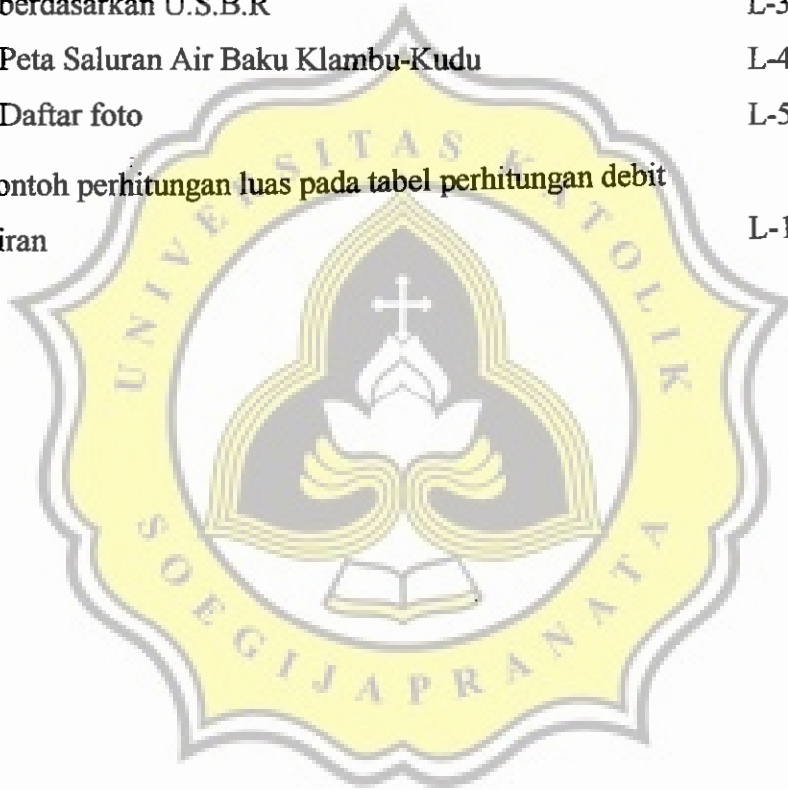 berdasarkan U.S.B.R L-3
Peta Saluran Air Baku Klambu-Kudu L-4
Daftar foto L-5
ontoh perhitungan luas pada tabel perhitungan debit
iran L-1
UNIVERSITAS KATOLIK
SOEGIJAPRANATA